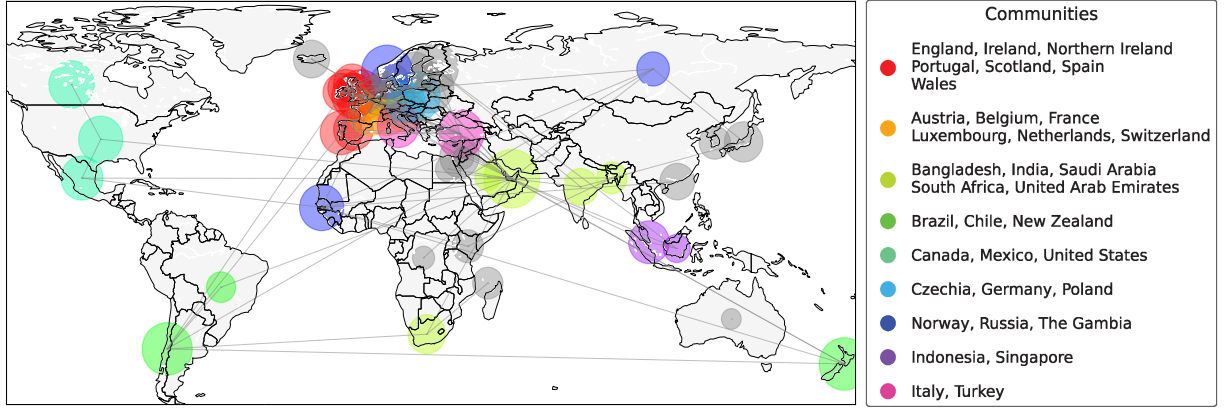 Communities
England, Ireland, Northern Ireland
Portugal, Scotland, Spain
Wales
Austria, Belgium, France
Luxembourg, Netherlands, Switzerland
Bangladesh, India, Saudi Arabia
South Africa, United Arab Emirates
Brazil, Chile, New Zealand
Canada, Mexico, United States
Czechia, Germany, Poland
Norway, Russia, The Gambia
Indonesia, Singapore
Italy, Turkey